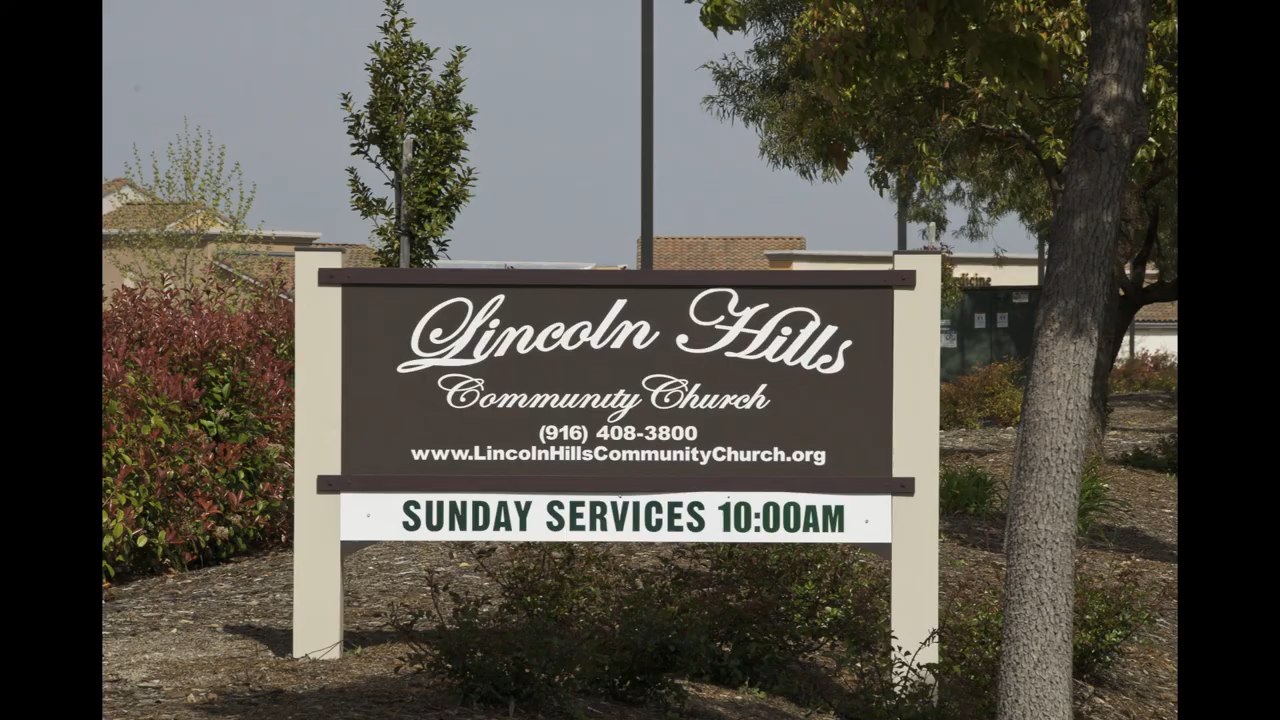 Lincoln Hills
Community Church
(916) 408-3800
www.LincolnHillsCommunityChurch.org
SUNDAY SERVICES 10:00AM